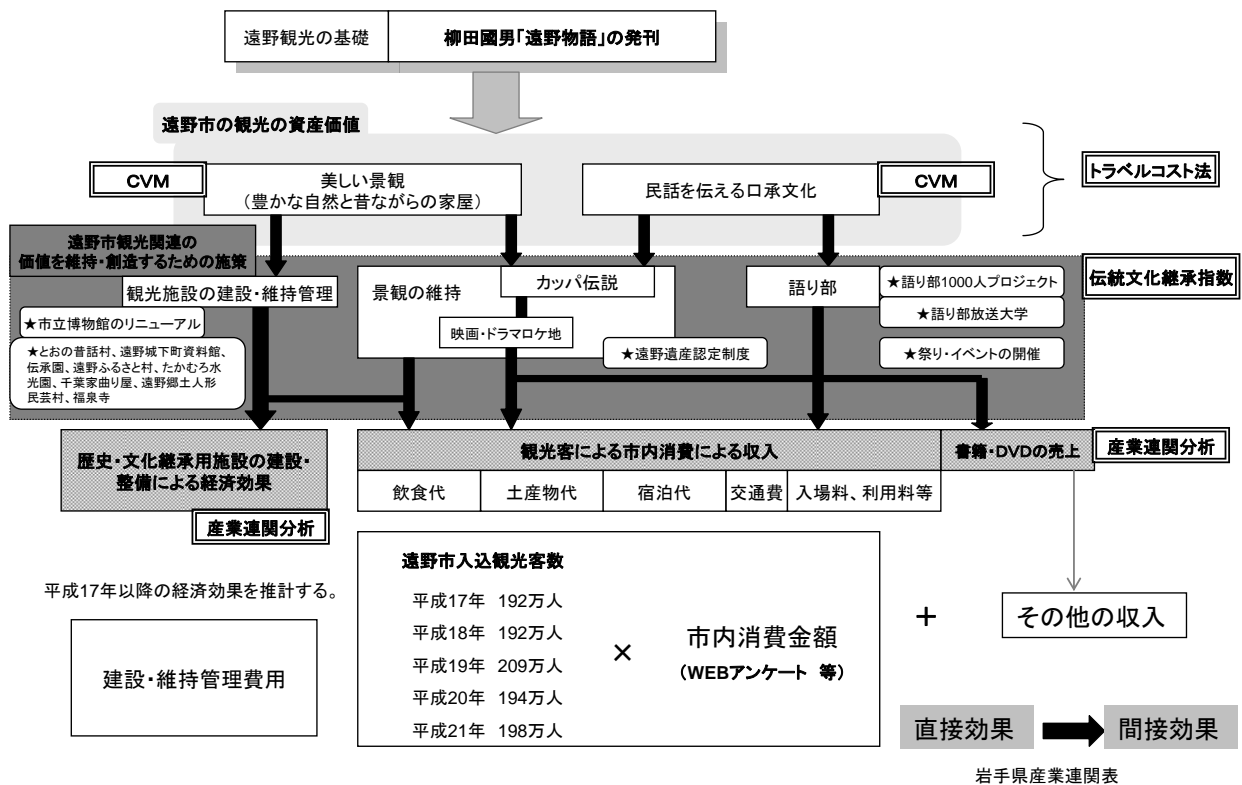 遠野観光の基礎
柳田國男「遠野物語」の発刊
遠野市の観光の資産価値
CVM
美しい景観
（豊かな自然と昔ながらの家屋）
民話を伝える口承文化
CVM
トラベルコスト法
遠野市観光関連の
価値を維持・創造するための施策
観光施設の建設・維持管理
景観の維持
カッパ伝説
語り部
★語り部1000人プロジェクト
伝統文化継承指数
★市立博物館のリニューアル
映画・ドラマロケ地
★語り部放送大学
★とおの昔話村、遠野城下町資料館、
伝承園、遠野ふるさと村、たかむろ水
光園、千葉家曲り屋、遠野郷土人形
民芸村、福泉寺
★遠野遺産認定制度
★祭り・イベントの開催
歴史・文化継承用施設の建設・
整備による経済効果
産業連関分析
観光客による市内消費による収入
書籍・DVDの売上
産業連関分析
飲食代
土産物代
宿泊代
交通費
入場料、利用料等
平成17年以降の経済効果を推計する。
建設・維持管理費用
遠野市入込観光客数
平成17年 192万人
平成18年 192万人
平成19年 209万人
平成20年 194万人
平成21年 198万人
×
市内消費金額
（WEBアンケート 等）
+
その他の収入
直接効果
間接効果
岩手県産業連関表